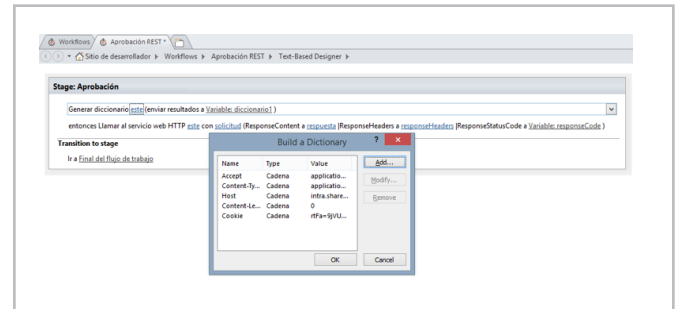 Workflows Aprobación REST *
Sitio de desarrollador Workflows Aprobación REST Text-Based Designer
Stage: Aprobación
Generar diccionario este (enviar resultados a Variable: diccionario1 )
entonces Llamar al servicio web HTTP este con solicitud (ResponseContent a respuesta |ResponseHeaders a responseHeaders |ResponseStatusCode a Variable: responseCode )
Transition to stage
Ir a Final del flujo de trabajo
Build a Dictionary ? x
Name Type Value
Accept Cadena applicatio...
Content-Ty... Cadena applicatio...
Host Cadena intra.share...
Content-Le... Cadena 0
Cookie Cadena rtFa=9jVU...
Add...
Modify...
Remove
OK Cancel